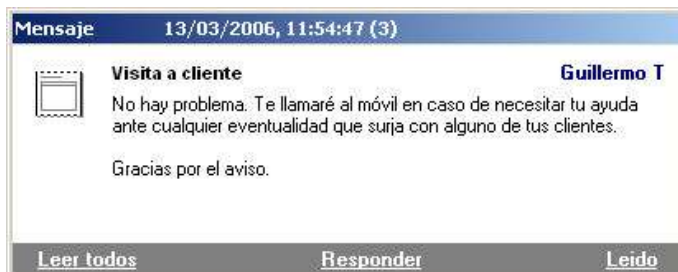 Mensaje 13/03/2006, 11:54:47 (3)
Visita a cliente Guillermo T
No hay problema. Te llamaré al móvil en caso de necesitar tu ayuda
ante cualquier eventualidad que surja con alguno de tus clientes.
Gracias por el aviso.
Leer todos Responder Leido